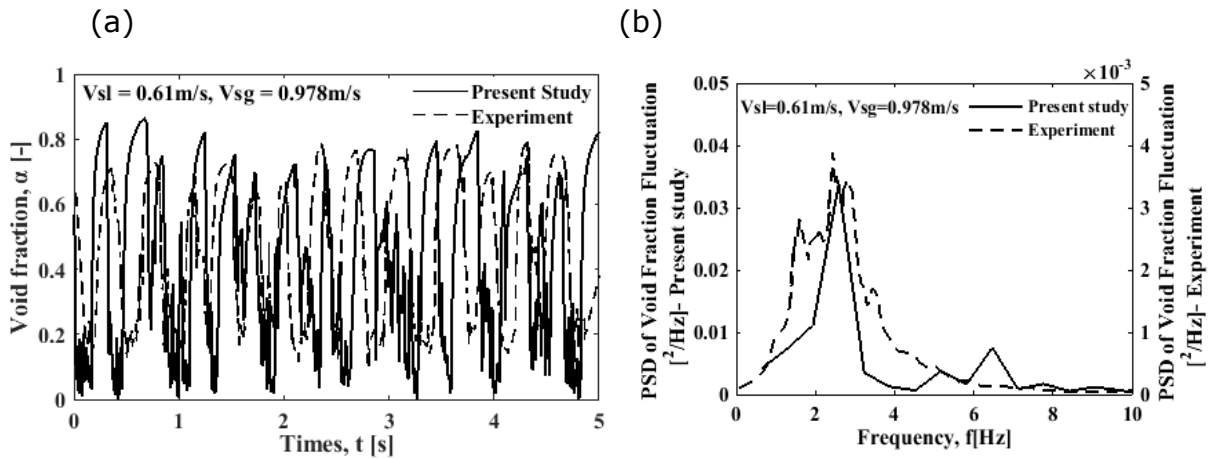 (a)
(b)
1
0.8
0.6
0.4
0.2
0
0
1
2
3
4
5
Void fraction, α [-]
Times, t [s]
Vsl = 0.61m/s, Vsg = 0.978m/s
Present Study
Experiment
×10⁻³
0.05
0.04
0.03
0.02
0.01
0
5
4
3
2
1
0
0
2
4
6
8
10
PSD of Void Fraction Fluctuation
[²/Hz]- Present study
PSD of Void Fraction Fluctuation
[²/Hz]- Experiment
Frequency, f[Hz]
Vsl=0.61m/s, Vsg=0.978m/s
Present study
Experiment